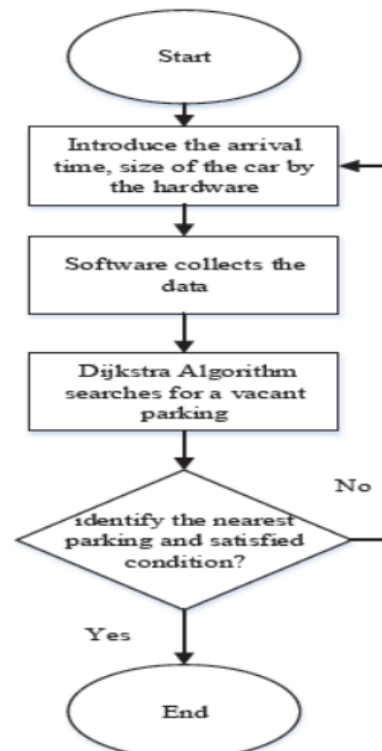 Start
Introduce the arrival
time, size of the car by
the hardware
Software collects the
data
Dijkstra Algorithm
searches for a vacant
parking
identify the nearest
parking and satisfied
condition?
No
Yes
End